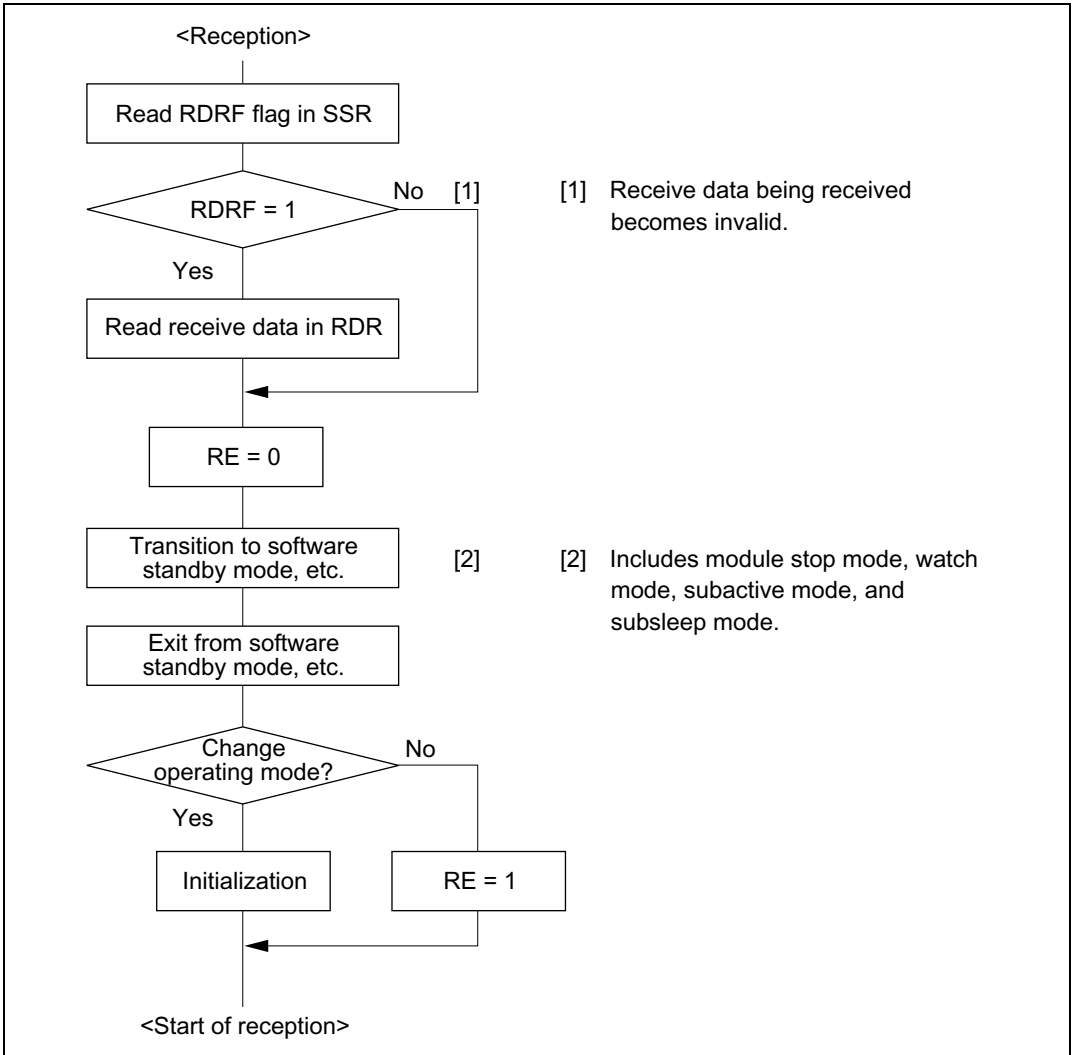 <Reception>
Read RDRF flag in SSR
RDRF = 1
No [1]
[1] Receive data being received
becomes invalid.
Yes
Read receive data in RDR
RE = 0
Transition to software
standby mode, etc.
[2]
[2] Includes module stop mode, watch
mode, subactive mode, and
subsleep mode.
Exit from software
standby mode, etc.
Change
operating mode?
No
Yes
Initialization
RE = 1
<Start of reception>